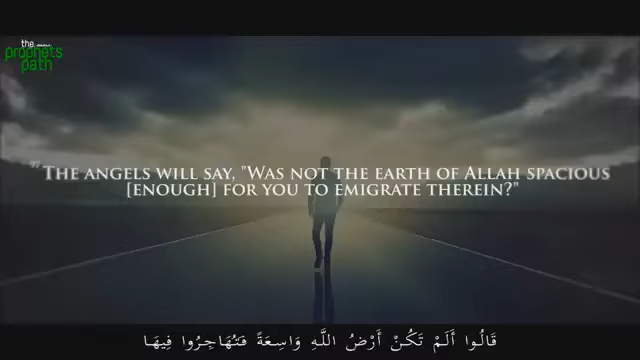 the
prophets
path
"The angels will say, "Was not the earth of Allah spacious
[enough] for you to emigrate therein?"
قَالُوا أَلَمْ تَكُنْ أَرْضُ اللَّهِ وَاسِعَةً فَتُهَاجِرُوا فِيهَا